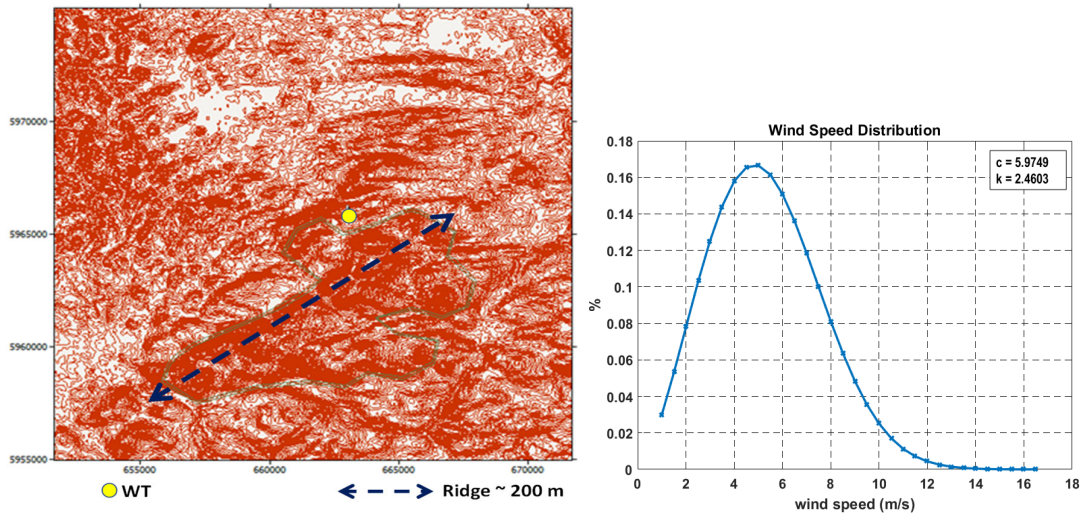 5970000
5965000
5960000
5955000
655000 660000 665000 670000
WT Ridge ~ 200 m
Wind Speed Distribution
c = 5.9749
k = 2.4603
0.18
0.16
0.14
0.12
0.1
0.08
0.06
0.04
0.02
0
%
0 2 4 6 8 10 12 14 16 18
wind speed (m/s)